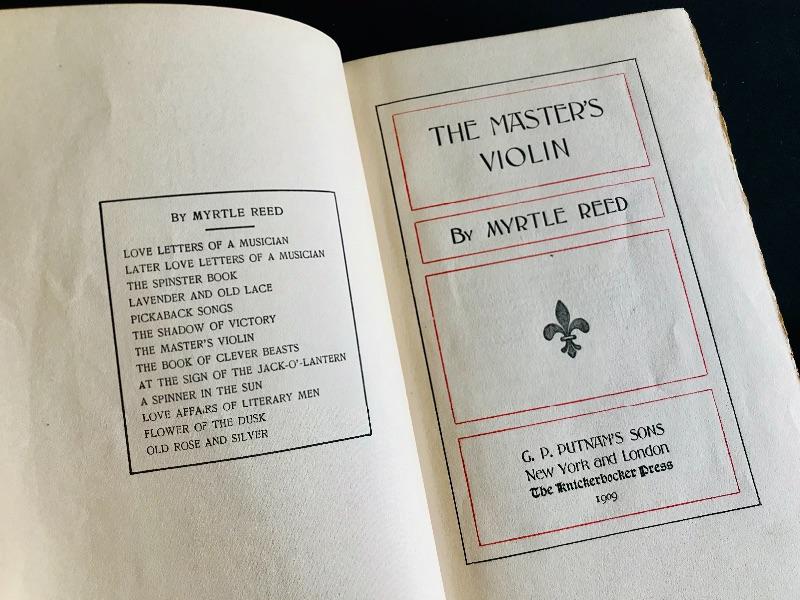 BY MYRTLE REED
LOVE LETTERS OF A MUSICIAN
LATER LOVE LETTERS OF A MUSICIAN
THE SPINSTER BOOK
LAVENDER AND OLD LACE
PICKABACK SONGS
THE SHADOW OF VICTORY
THE MASTER'S VIOLIN
THE BOOK OF CLEVER BEASTS
AT THE SIGN OF THE JACK-O'-LANTERN
A SPINNER IN THE SUN
LOVE AFFAIRS OF LITERARY MEN
FLOWER OF THE DUSK
OLD ROSE AND SILVER
THE MASTER'S
VIOLIN
By MYRTLE REED
G. P. PUTNAM'S SONS
New York and London
The Knickerbocker Press
1909